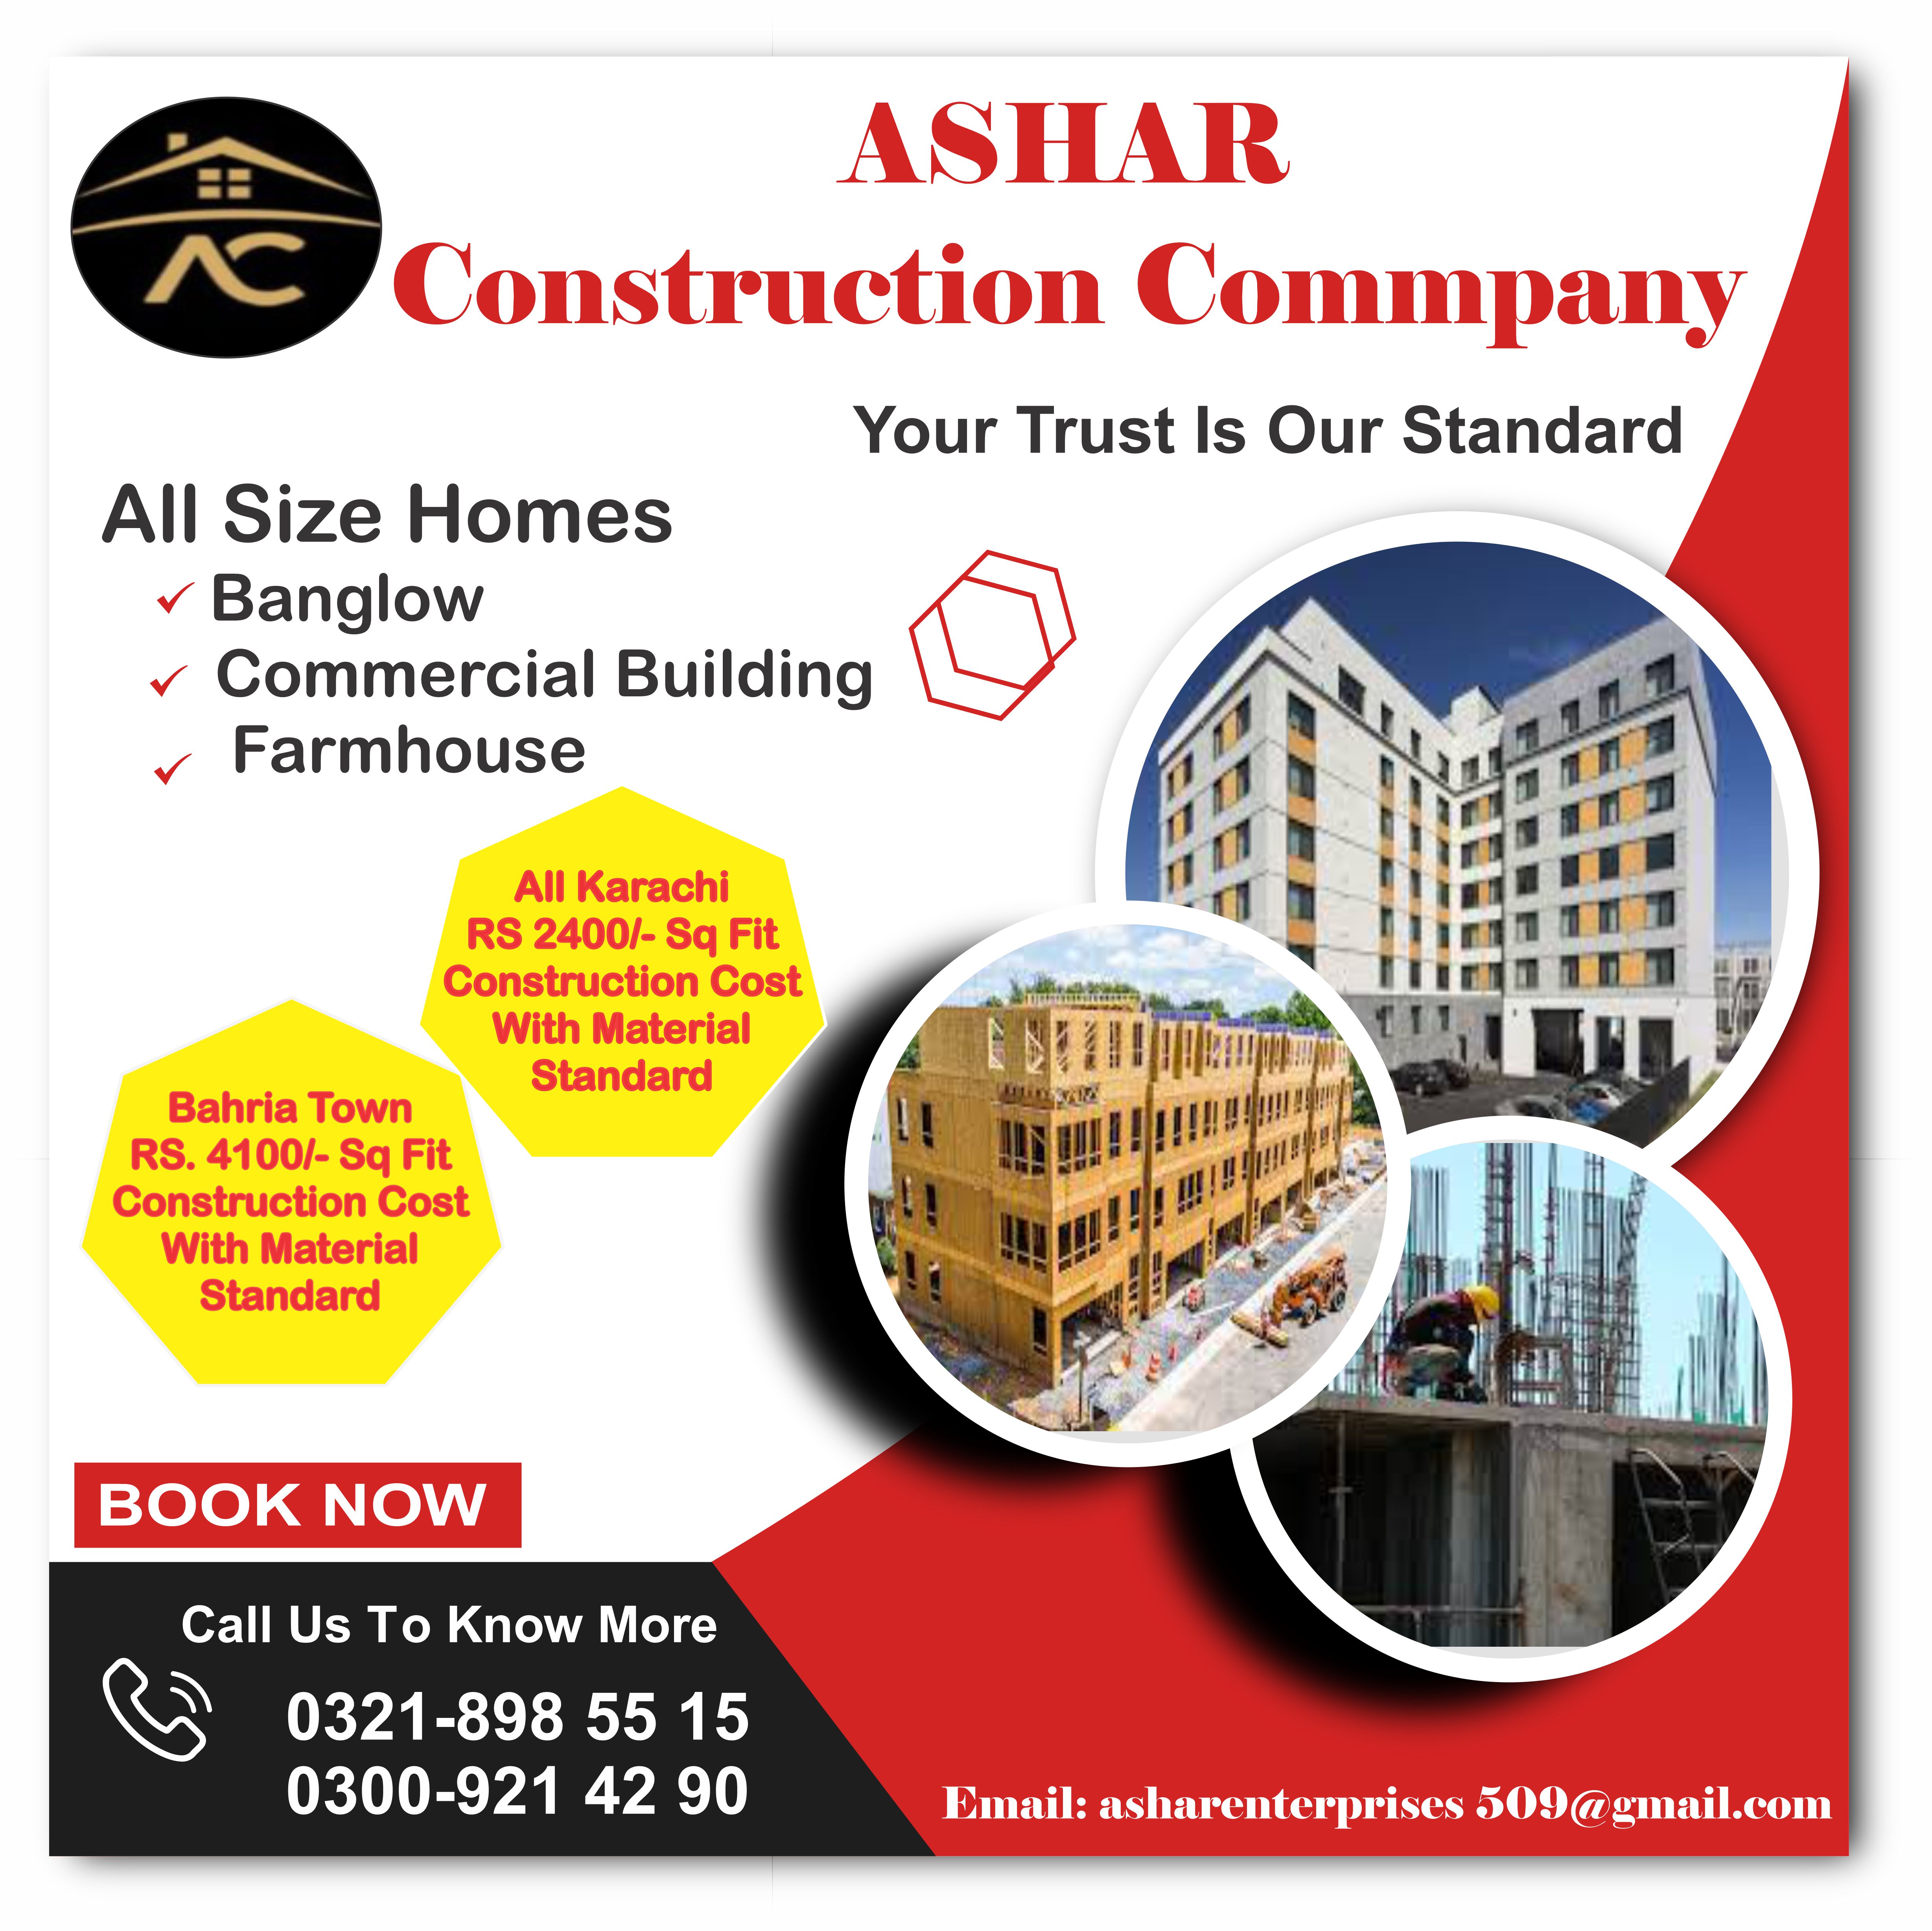 AC
ASHAR
Construction Commpany
Your Trust Is Our Standard
All Size Homes
Banglow
Commercial Building
Farmhouse
All Karachi
RS 2400/- Sq Fit
Construction Cost
With Material
Standard
Bahria Town
RS. 4100/- Sq Fit
Construction Cost
With Material
Standard
BOOK NOW
Call Us To Know More
0321-898 55 15
0300-921 42 90
Email: asharenterprises 509@gmail.com